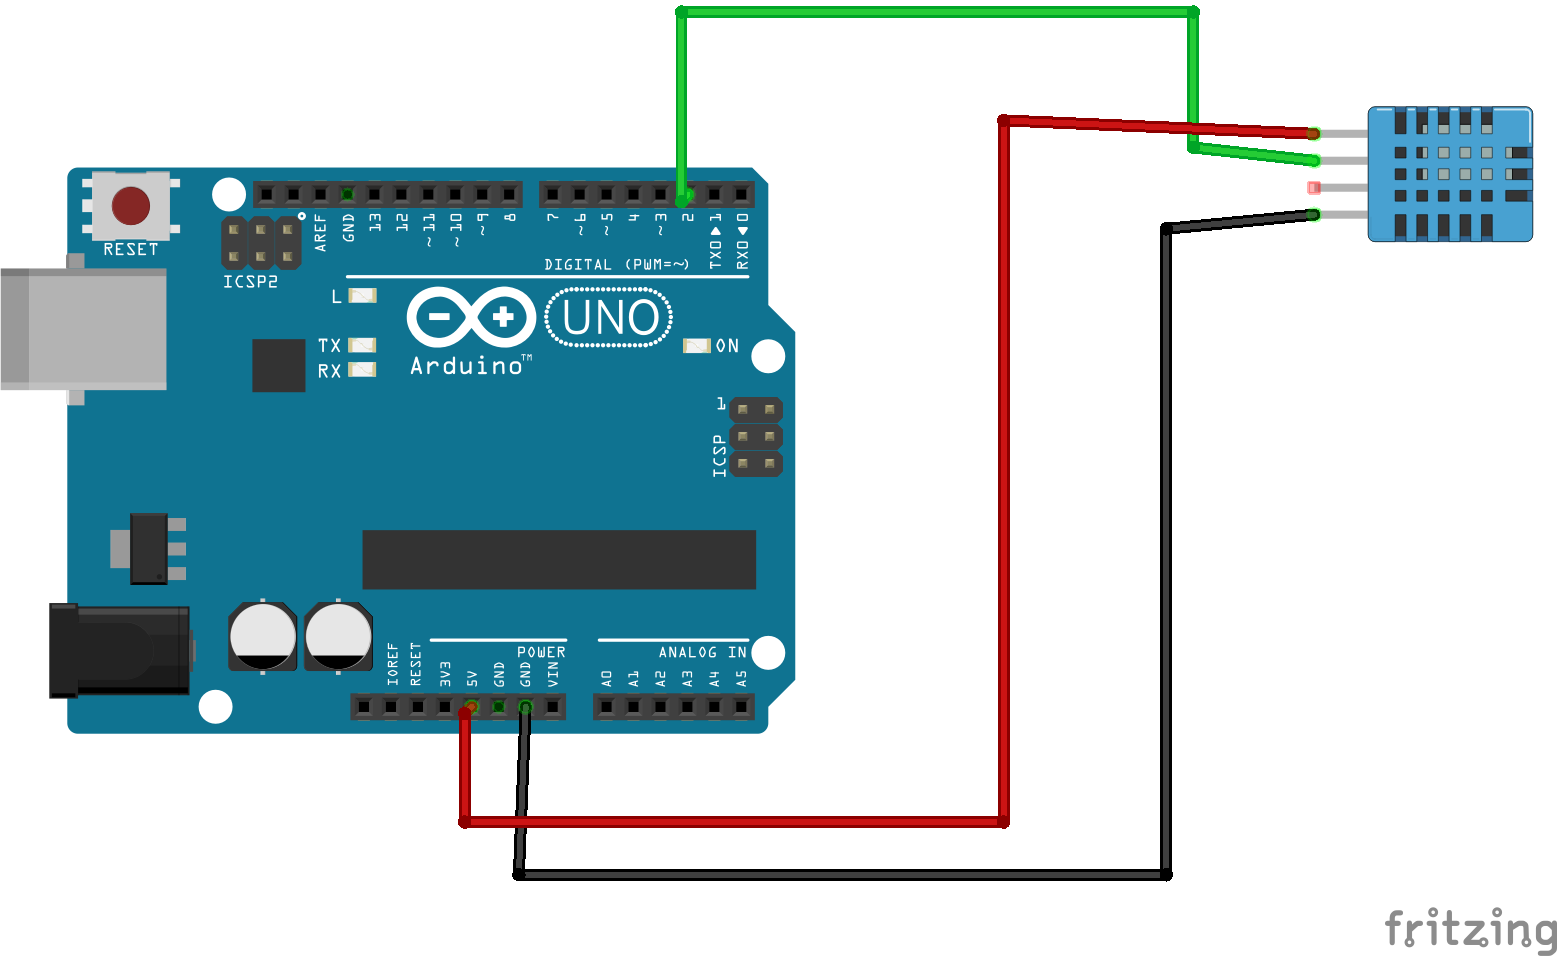 RESET
ICSP2
AREF
GND
13
12
~11
~10
~9
8
7
~6
~5
4
~3
2
TX0▶1
RX0◀0
DIGITAL (PWM=~)
L
TX
RX
Arduino™
UNO
ON
1
ICSP
IOREF
RESET
3V3
5V
GND
GND
VIN
POWER
ANALOG IN
A0
A1
A2
A3
A4
A5
fritzing